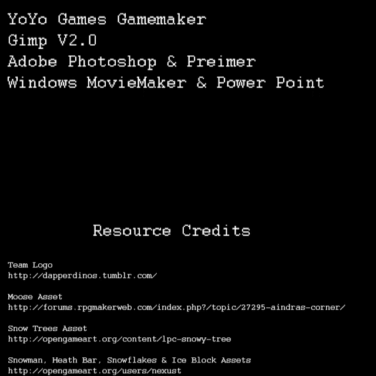 YoYo Games Gamemaker
Gimp V2.0
Adobe Photoshop & Preimer
Windows MovieMaker & Power Point
Resource Credits
Team Logo
http://dapperdinos.tumblr.com/
Moose Asset
http://forums.rpgmakerweb.com/index.php?/topic/27295-aindras-corner/
Snow Trees Asset
http://opengameart.org/content/lpc-snowy-tree
Snowman, Heath Bar, Snowflakes & Ice Block Assets
http://opengameart.org/users/nexust